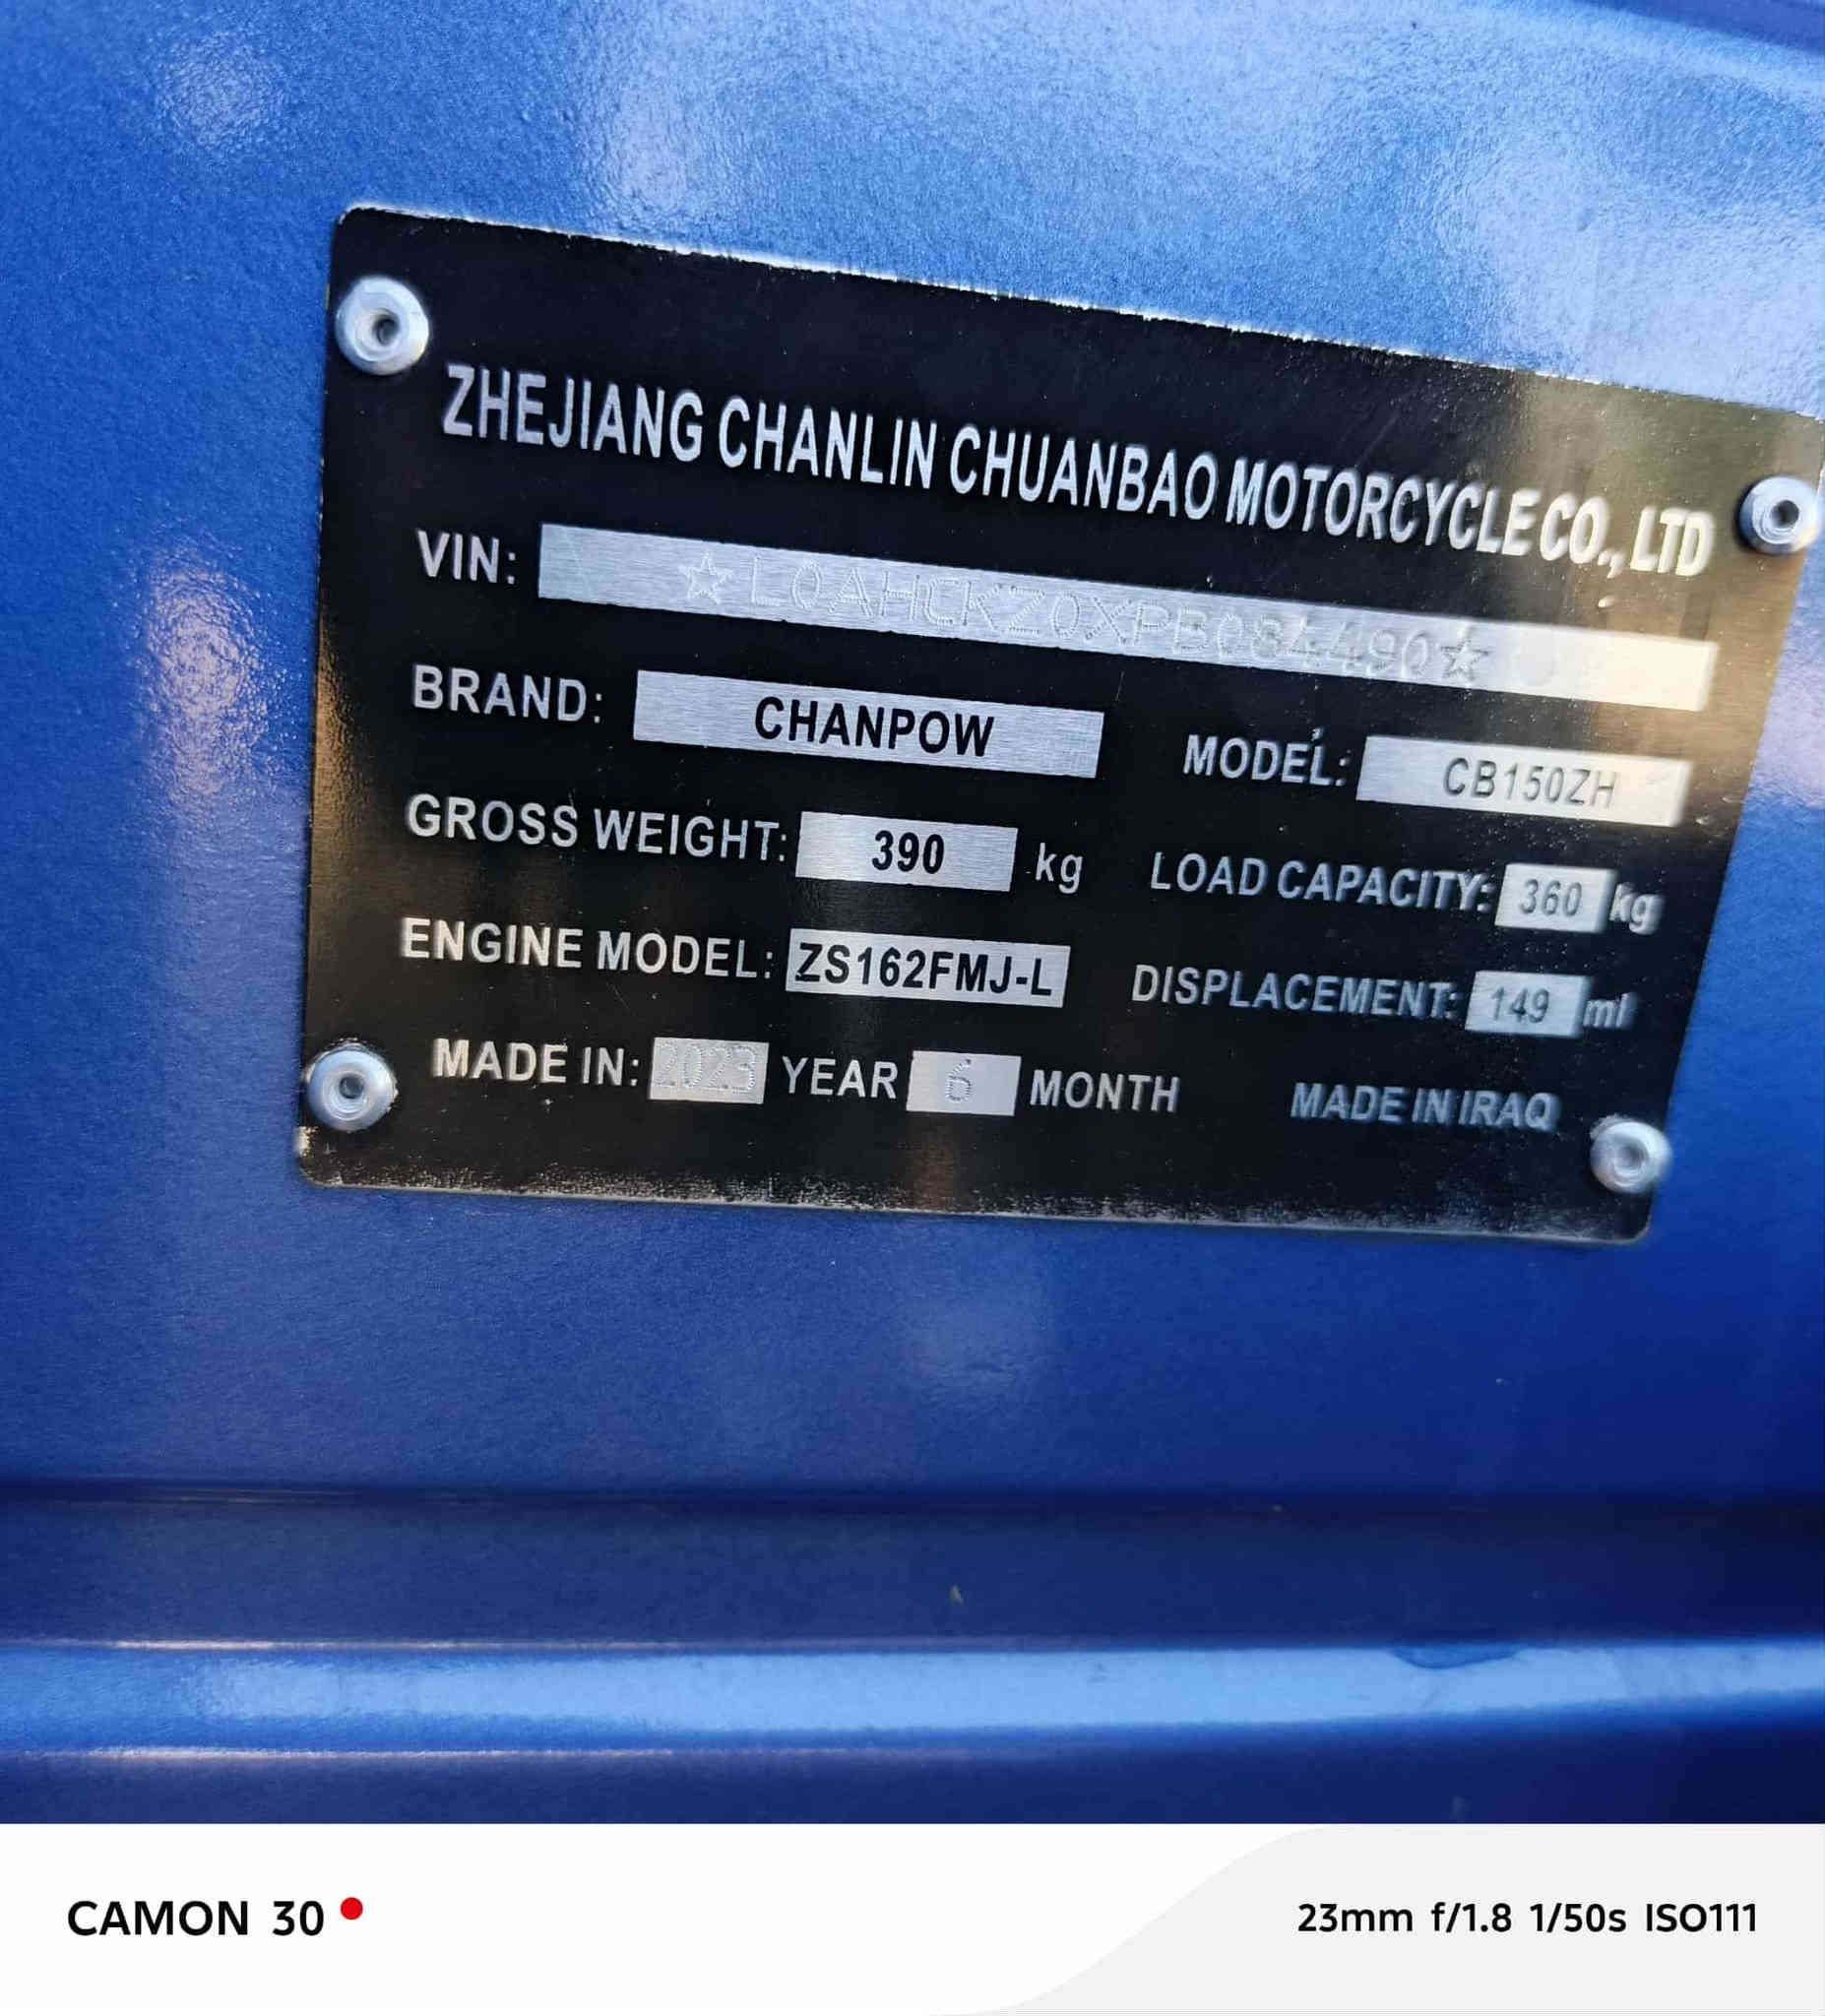 ZHEJIANG CHANLIN CHUANBAO MOTORCYCLE CO., LTD
VIN: ☆L0AHCKZ0XPB084490☆
BRAND: CHANPOW MODEL: CB150ZH
GROSS WEIGHT: 390 kg LOAD CAPACITY: 360 kg
ENGINE MODEL: ZS162FMJ-L DISPLACEMENT: 149 ml
MADE IN: 2023 YEAR 6 MONTH MADE IN IRAQ
CAMON 30 23mm f/1.8 1/50s ISO111